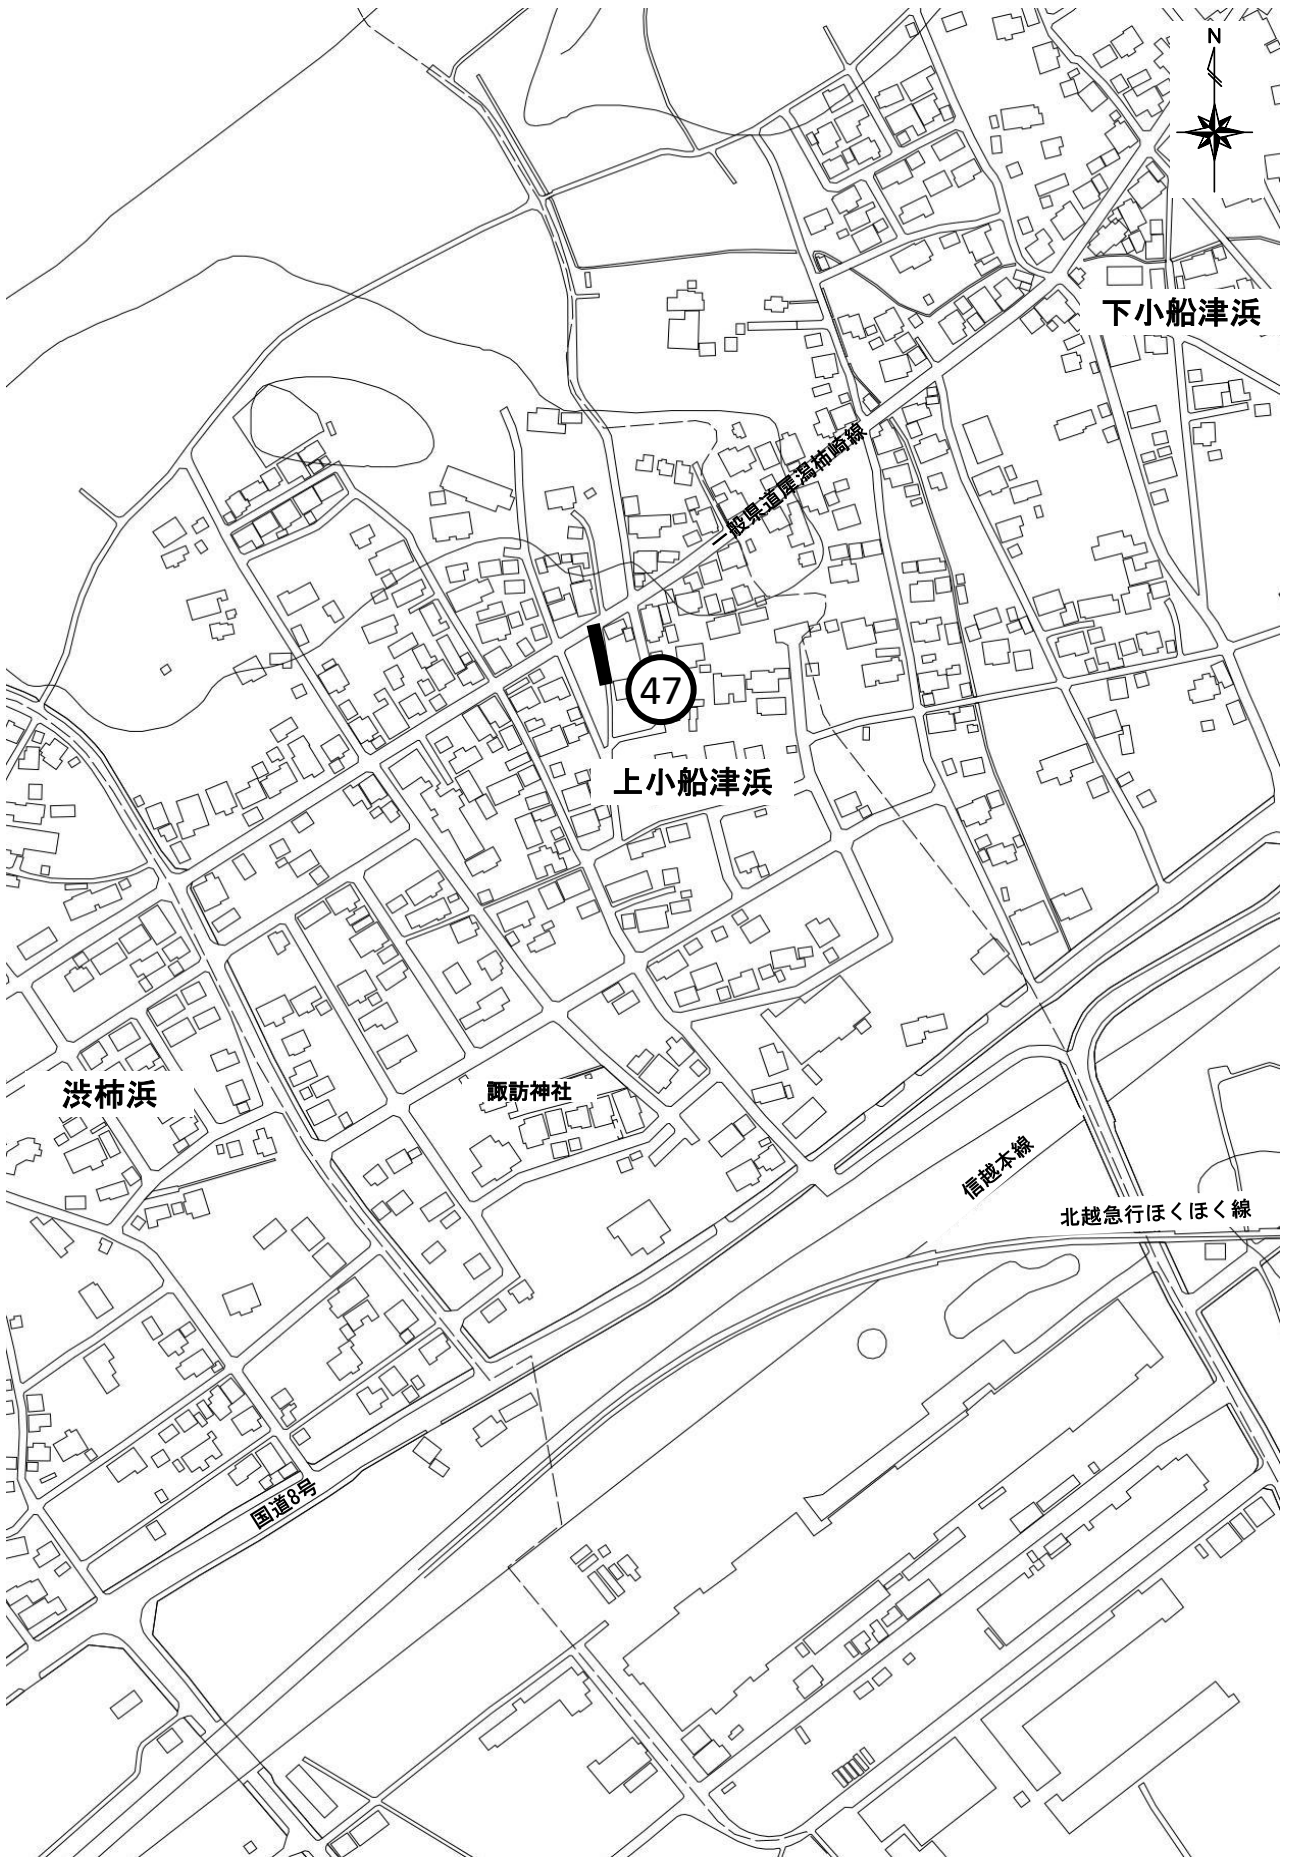 N
下小船津浜
一般県道犀潟柿崎線
47
上小船津浜
渋柿浜
諏訪神社
信越本線
北越急行ほくほく線
国道8号